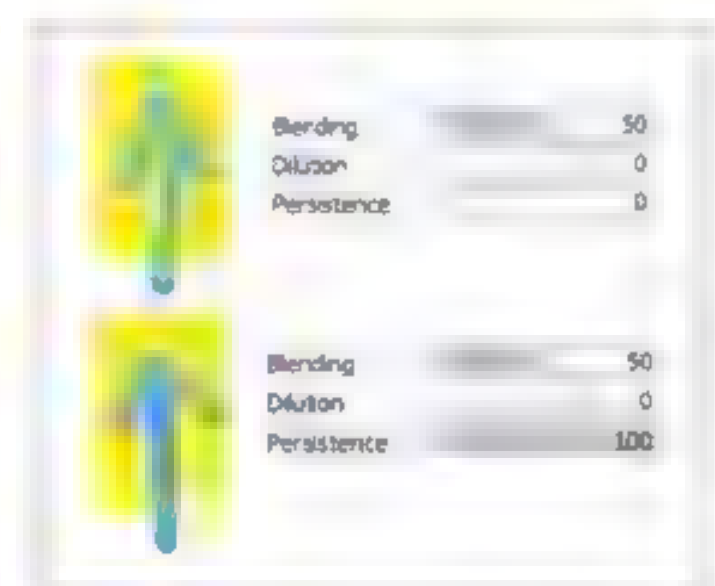 Blending 50
Dilution 0
Persistence 0
Blending 50
Dilution 0
Persistence 100